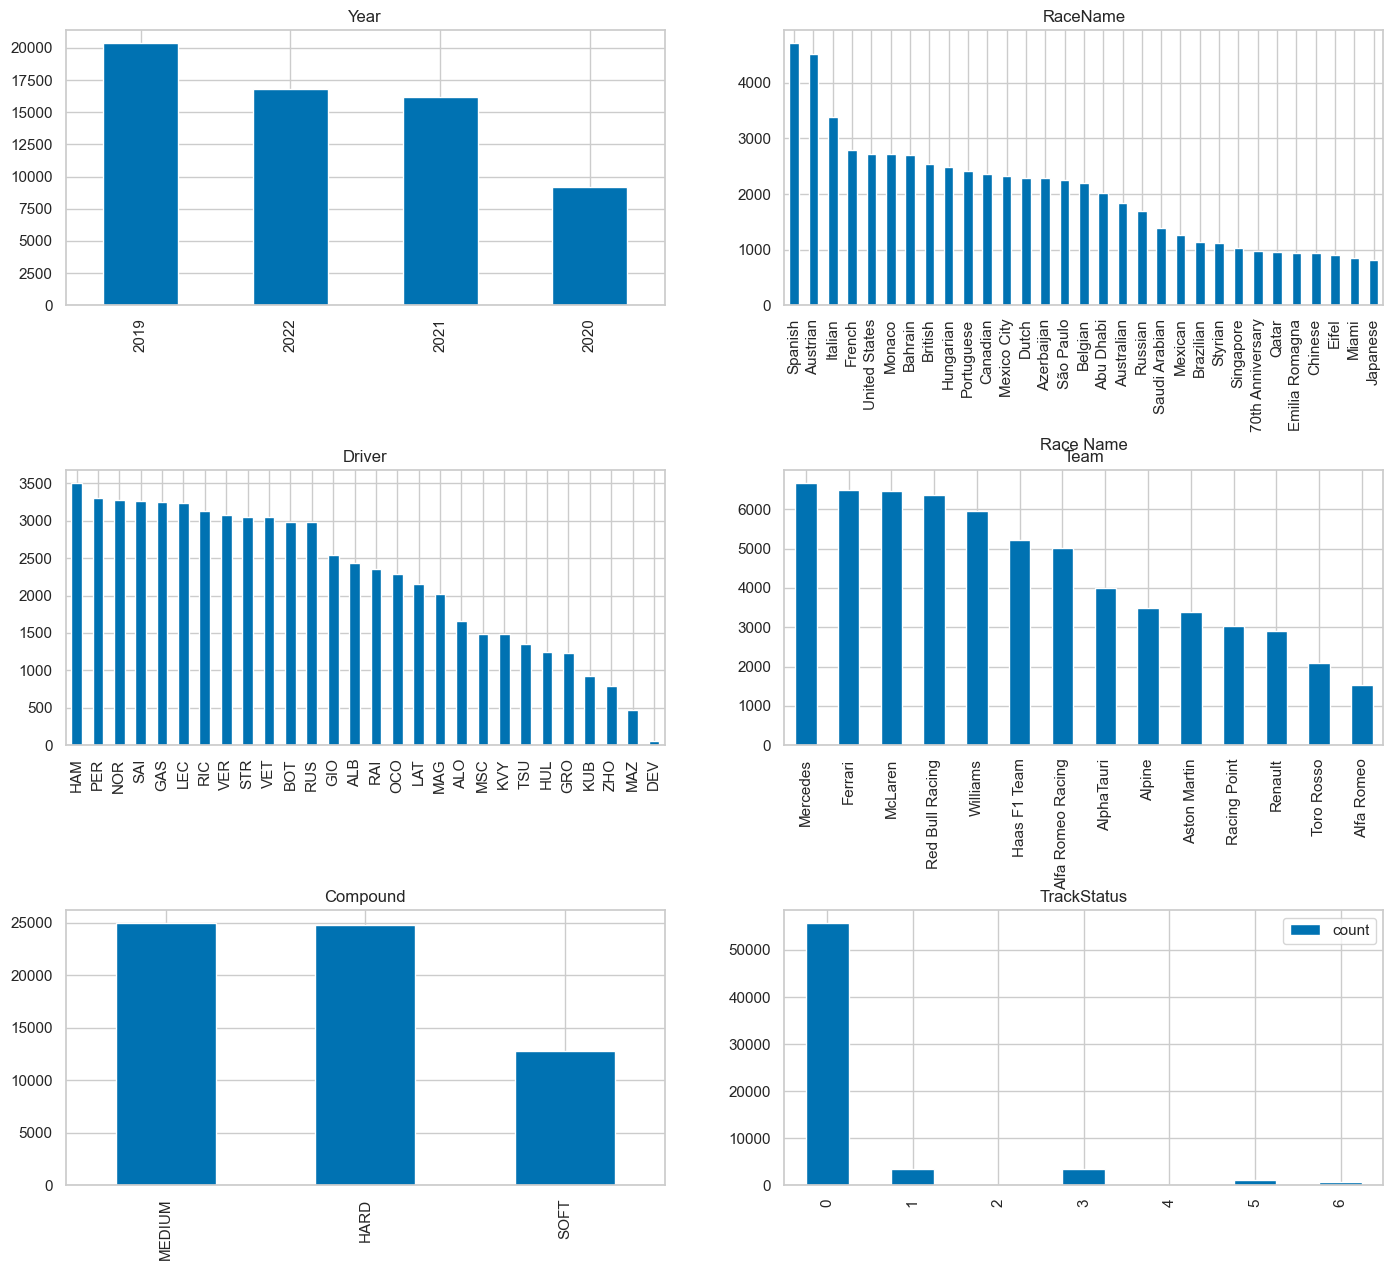 Year
20000
17500
15000
12500
10000
7500
5000
2500
0
2019
2022
2021
2020
RaceName
4000
3000
2000
1000
0
Spanish
Austrian
Italian
French
United States
Monaco
Bahrain
British
Hungarian
Portuguese
Canadian
Mexico City
Dutch
Azerbaijan
São Paulo
Belgian
Abu Dhabi
Australian
Russian
Saudi Arabian
Mexican
Brazilian
Styrian
Singapore
70th Anniversary
Qatar
Emilia Romagna
Chinese
Eifel
Miami
Japanese
Race Name
Driver
3500
3000
2500
2000
1500
1000
500
0
HAM
PER
NOR
SAI
GAS
LEC
RIC
VER
STR
VET
BOT
RUS
GIO
ALB
RAI
OCO
LAT
MAG
ALO
MSC
KVY
TSU
HUL
GRO
KUB
ZHO
MAZ
DEV
Team
6000
5000
4000
3000
2000
1000
0
Mercedes
Ferrari
McLaren
Red Bull Racing
Williams
Haas F1 Team
Alfa Romeo Racing
AlphaTauri
Alpine
Aston Martin
Racing Point
Renault
Toro Rosso
Alfa Romeo
Compound
25000
20000
15000
10000
5000
0
MEDIUM
HARD
SOFT
TrackStatus
count
50000
40000
30000
20000
10000
0
0
1
2
3
4
5
6